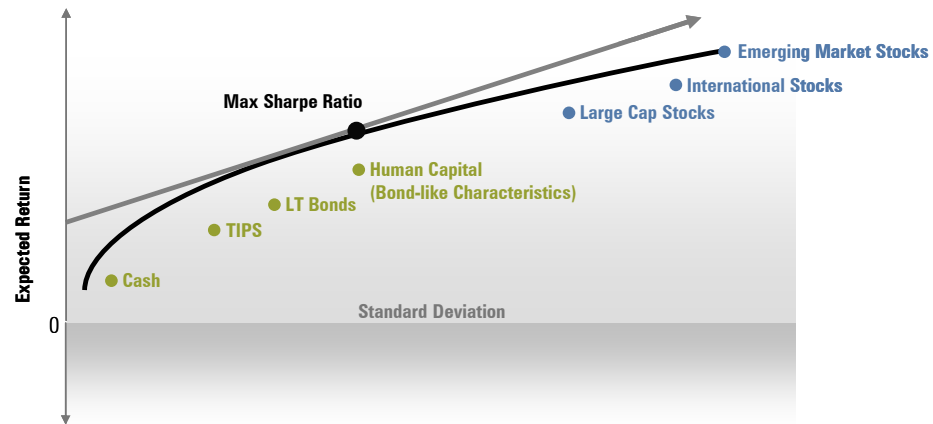 Emerging Market Stocks
International Stocks
Max Sharpe Ratio
Large Cap Stocks
Human Capital
(Bond-like Characteristics)
LT Bonds
TIPS
Expected Return
Cash
Standard Deviation
0